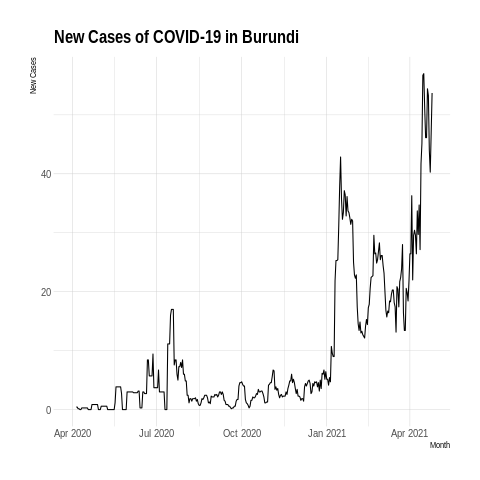 New Cases of COVID-19 in Burundi
New Cases
40
20
0
Apr 2020
Jul 2020
Oct 2020
Jan 2021
Apr 2021
Month